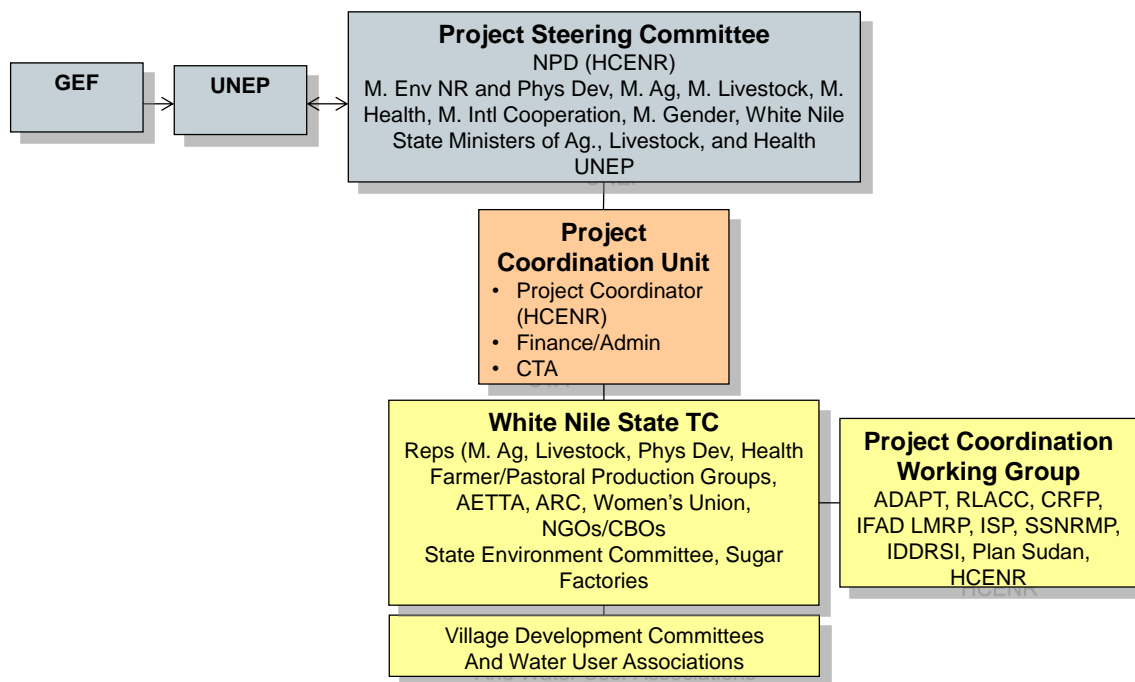 Project Steering Committee
NPD (HCENR)
M. Env NR and Phys Dev, M. Ag, M. Livestock, M.
Health, M. Intl Cooperation, M. Gender, White Nile
State Ministers of Ag., Livestock, and Health
UNEP
GEF
UNEP
Project
Coordination Unit
• Project Coordinator
(HCENR)
• Finance/Admin
• CTA
White Nile State TC
Reps (M. Ag, Livestock, Phys Dev, Health
Farmer/Pastoral Production Groups,
AETTA, ARC, Women's Union,
NGOs/CBOs
State Environment Committee, Sugar
Factories
Project Coordination
Working Group
ADAPT, RLACC, CRFP,
IFAD LMRP, ISP, SSNRMP,
IDDRSI, Plan Sudan,
HCENR
Village Development Committees
And Water User Associations